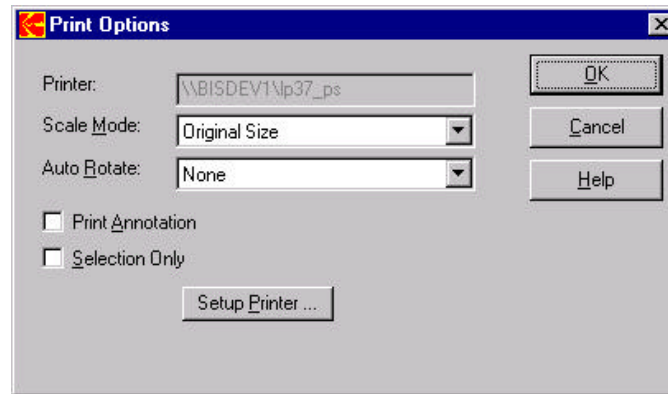 Print Options
Printer: \\BISDEV1\lp37_ps
OK
Scale Mode: Original Size
Cancel
Auto Rotate: None
Help
Print Annotation
Selection Only
Setup Printer ...